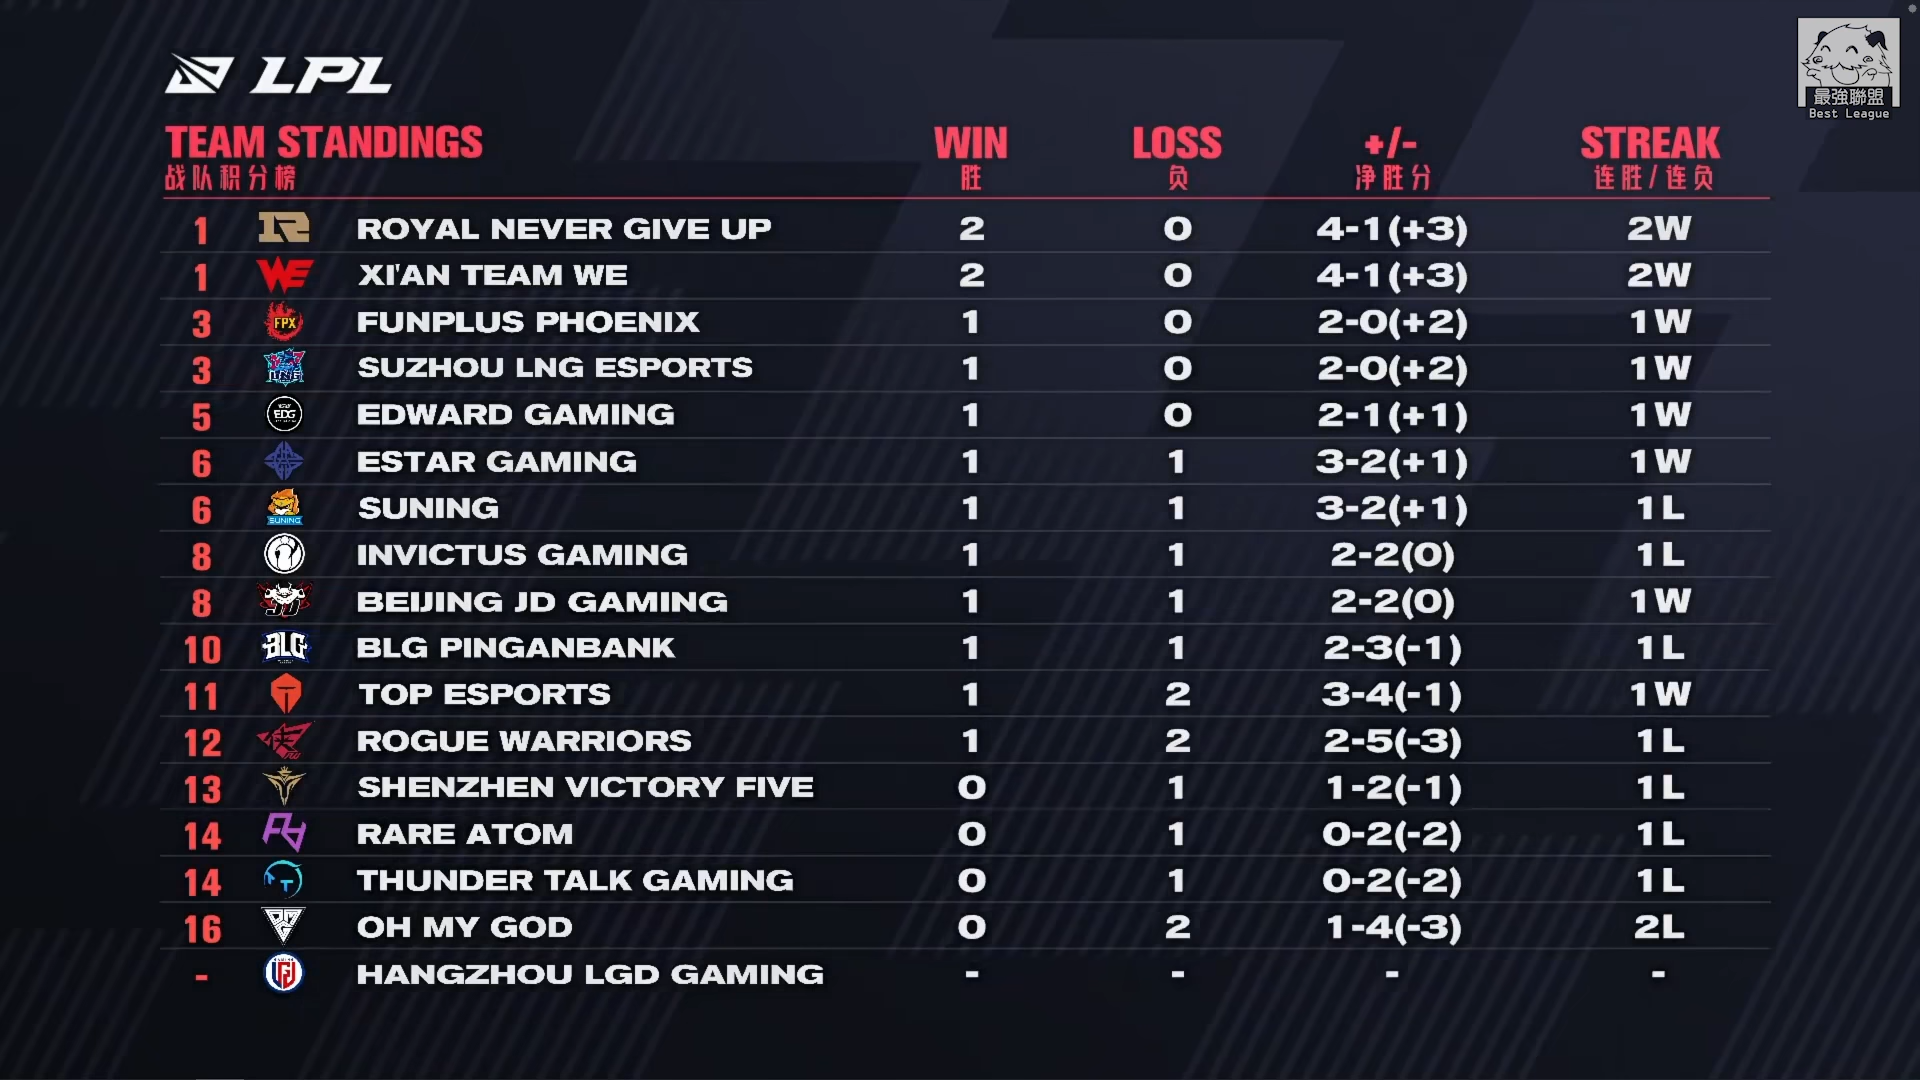 LPL
最強聯盟
Best League
TEAM STANDINGS WIN LOSS +/- STREAK
战队积分榜 胜 负 净胜分 连胜/连负
1 ROYAL NEVER GIVE UP 2 0 4-1(+3) 2W
1 WE XI'AN TEAM WE 2 0 4-1(+3) 2W
3 FPX FUNPLUS PHOENIX 1 0 2-0(+2) 1W
3 LNG SUZHOU LNG ESPORTS 1 0 2-0(+2) 1W
5 EDG EDWARD GAMING 1 0 2-1(+1) 1W
6 ESTAR GAMING 1 1 3-2(+1) 1W
6 SUNING SUNING 1 1 3-2(+1) 1L
8 INVICTUS GAMING 1 1 2-2(0) 1L
8 JD BEIJING JD GAMING 1 1 2-2(0) 1W
10 BLG BLG PINGANBANK 1 1 2-3(-1) 1L
11 TOP ESPORTS 1 2 3-4(-1) 1W
12 ROGUE WARRIORS 1 2 2-5(-3) 1L
13 SHENZHEN VICTORY FIVE 0 1 1-2(-1) 1L
14 RARE ATOM 0 1 0-2(-2) 1L
14 THUNDER TALK GAMING 0 1 0-2(-2) 1L
16 OH MY GOD 0 2 1-4(-3) 2L
- HANGZHOU LGD GAMING - - - -